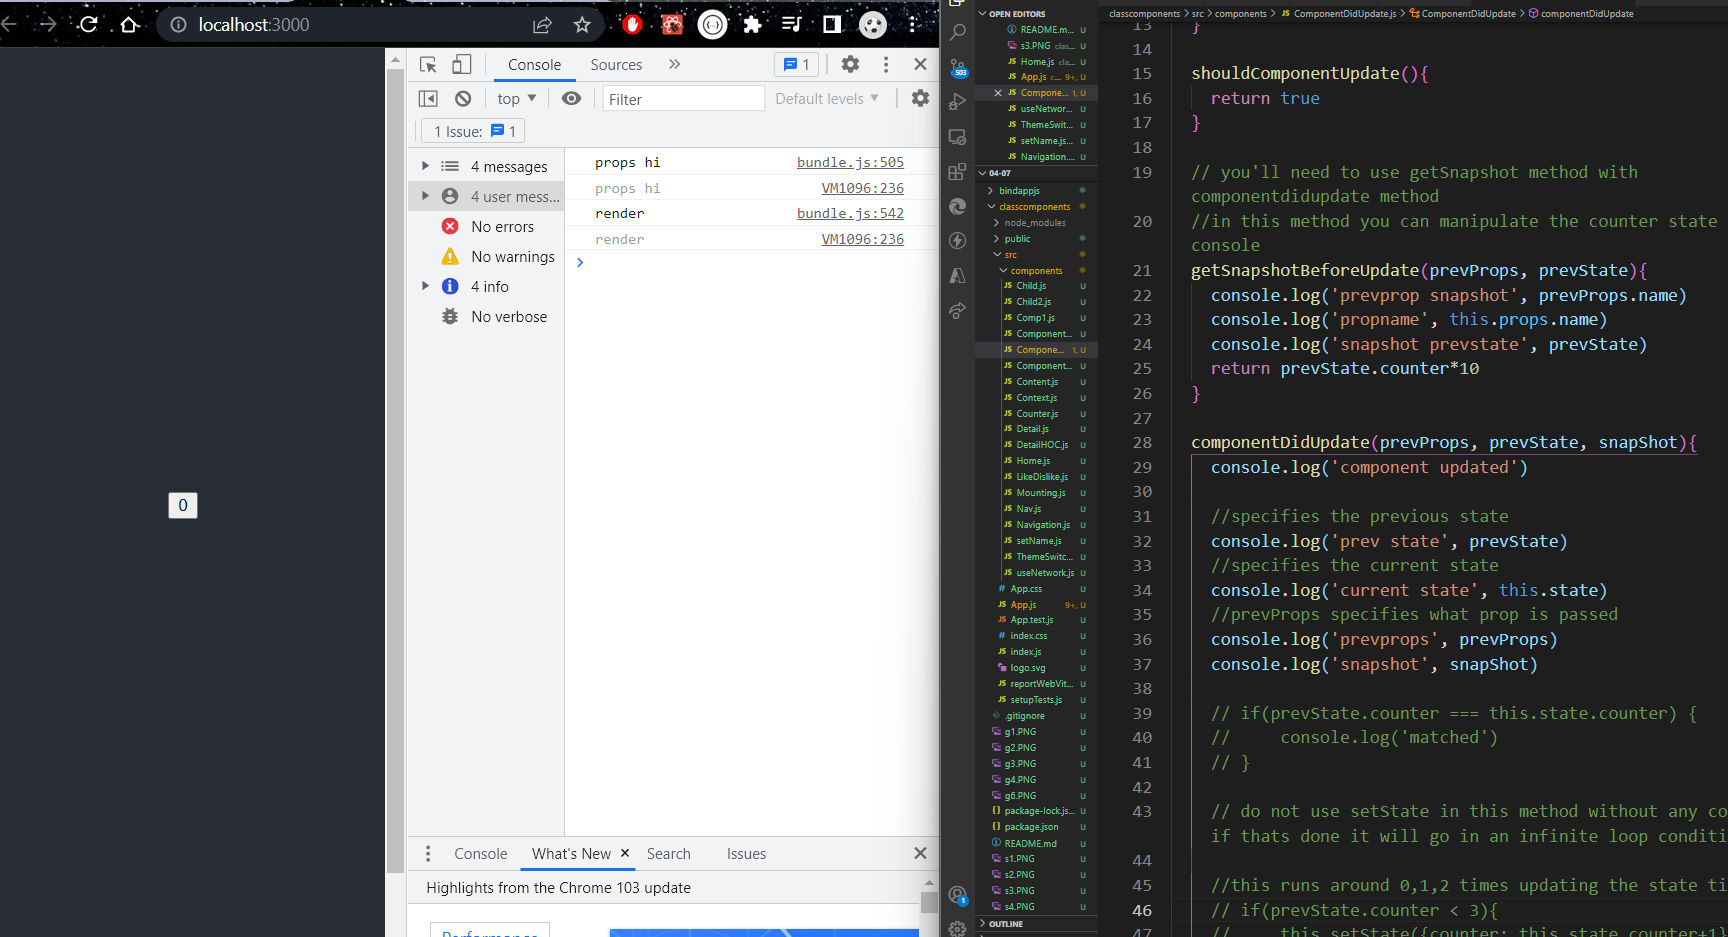 localhost:3000
Console
Sources
1
top
Filter
Default levels
1 Issue: 1
4 messages
4 user mess...
No errors
No warnings
4 info
No verbose
props hi bundle.js:505
props hi VM1096:236
render bundle.js:542
render VM1096:236
0
Console
What's New
Search
Issues
Highlights from the Chrome 103 update
OPEN EDITORS
README.m... U
s3.PNG clas... U
Home.js cla... U
App.js c... 9+, U
Compone... 1, U
useNetwor... U
ThemeSwit... U
setName.js... U
Navigation.... U
04-07
bindappjs
classcomponents
node_modules
public
src
components
Child.js U
Child2.js U
Comp1.js U
Component... U
Compone... 1, U
Component... U
Content.js U
Context.js U
Counter.js U
Detail.js U
DetailHOC.js U
Home.js U
LikeDislike.js U
Mounting.js U
Nav.js U
Navigation.js U
setName.js U
ThemeSwitc... U
useNetwork.js U
App.css U
App.js 9+, U
App.test.js U
index.css U
index.js U
logo.svg U
reportWebVit... U
setupTests.js U
.gitignore U
g1.PNG U
g2.PNG U
g3.PNG U
g4.PNG U
g6.PNG U
package-lock.js... U
package.json U
README.md U
s1.PNG U
s2.PNG U
s3.PNG U
s4.PNG U
OUTLINE
503
1
classcomponents > src > components > JS ComponentDidUpdate.js > ComponentDidUpdate > componentDidUpdate
13 }
14
15 shouldComponentUpdate(){
16 return true
17 }
18
19 // you'll need to use getSnapshot method with
componentdidupdate method
20 //in this method you can manipulate the counter state
console
21 getSnapshotBeforeUpdate(prevProps, prevState){
22 console.log('prevprop snapshot', prevProps.name)
23 console.log('propname', this.props.name)
24 console.log('snapshot prevstate', prevState)
25 return prevState.counter*10
26 }
27
28 componentDidUpdate(prevProps, prevState, snapShot){
29 console.log('component updated')
30
31 //specifies the previous state
32 console.log('prev state', prevState)
33 //specifies the current state
34 console.log('current state', this.state)
35 //prevProps specifies what prop is passed
36 console.log('prevprops', prevProps)
37 console.log('snapshot', snapShot)
38
39 // if(prevState.counter === this.state.counter) {
40 // console.log('matched')
41 // }
42
43 // do not use setState in this method without any co
if thats done it will go in an infinite loop conditi
44
45 //this runs around 0,1,2 times updating the state ti
46 // if(prevState.counter < 3){
47 // this.setState({counter: this.state.counter+1}